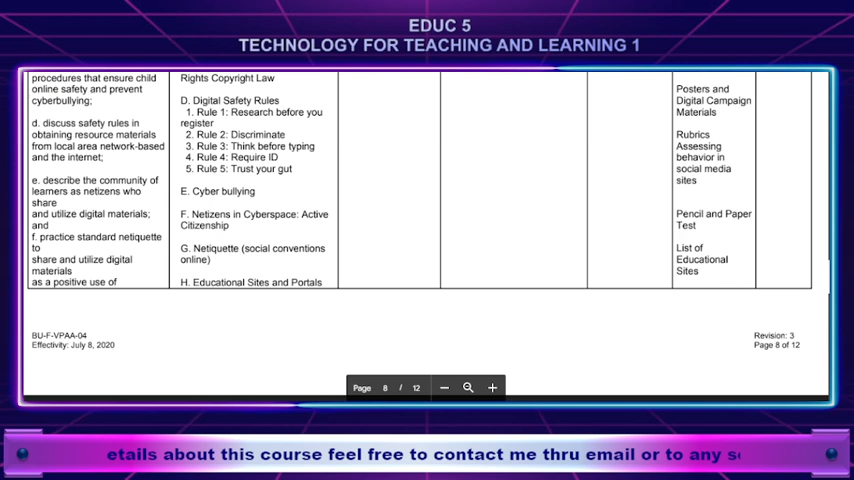 EDUC 5
TECHNOLOGY FOR TEACHING AND LEARNING 1
procedures that ensure child
online safety and prevent
cyberbullying;
d. discuss safety rules in
obtaining resource materials
from local area network-based
and the internet;
e. describe the community of
learners as netizens who
share
and utilize digital materials;
and
f. practice standard netiquette
to
share and utilize digital
materials
as a positive use of
Rights Copyright Law
D. Digital Safety Rules
1. Rule 1: Research before you
register
2. Rule 2: Discriminate
3. Rule 3: Think before typing
4. Rule 4: Require ID
5. Rule 5: Trust your gut
E. Cyber bullying
F. Netizens in Cyberspace: Active
Citizenship
G. Netiquette (social conventions
online)
H. Educational Sites and Portals
Posters and
Digital Campaign
Materials
Rubrics
Assessing
behavior in
social media
sites
Pencil and Paper
Test
List of
Educational
Sites
BU-F-VPAA-04
Effectivity: July 8, 2020
Revision: 3
Page 8 of 12
Page 8 / 12
etails about this course feel free to contact me thru email or to any